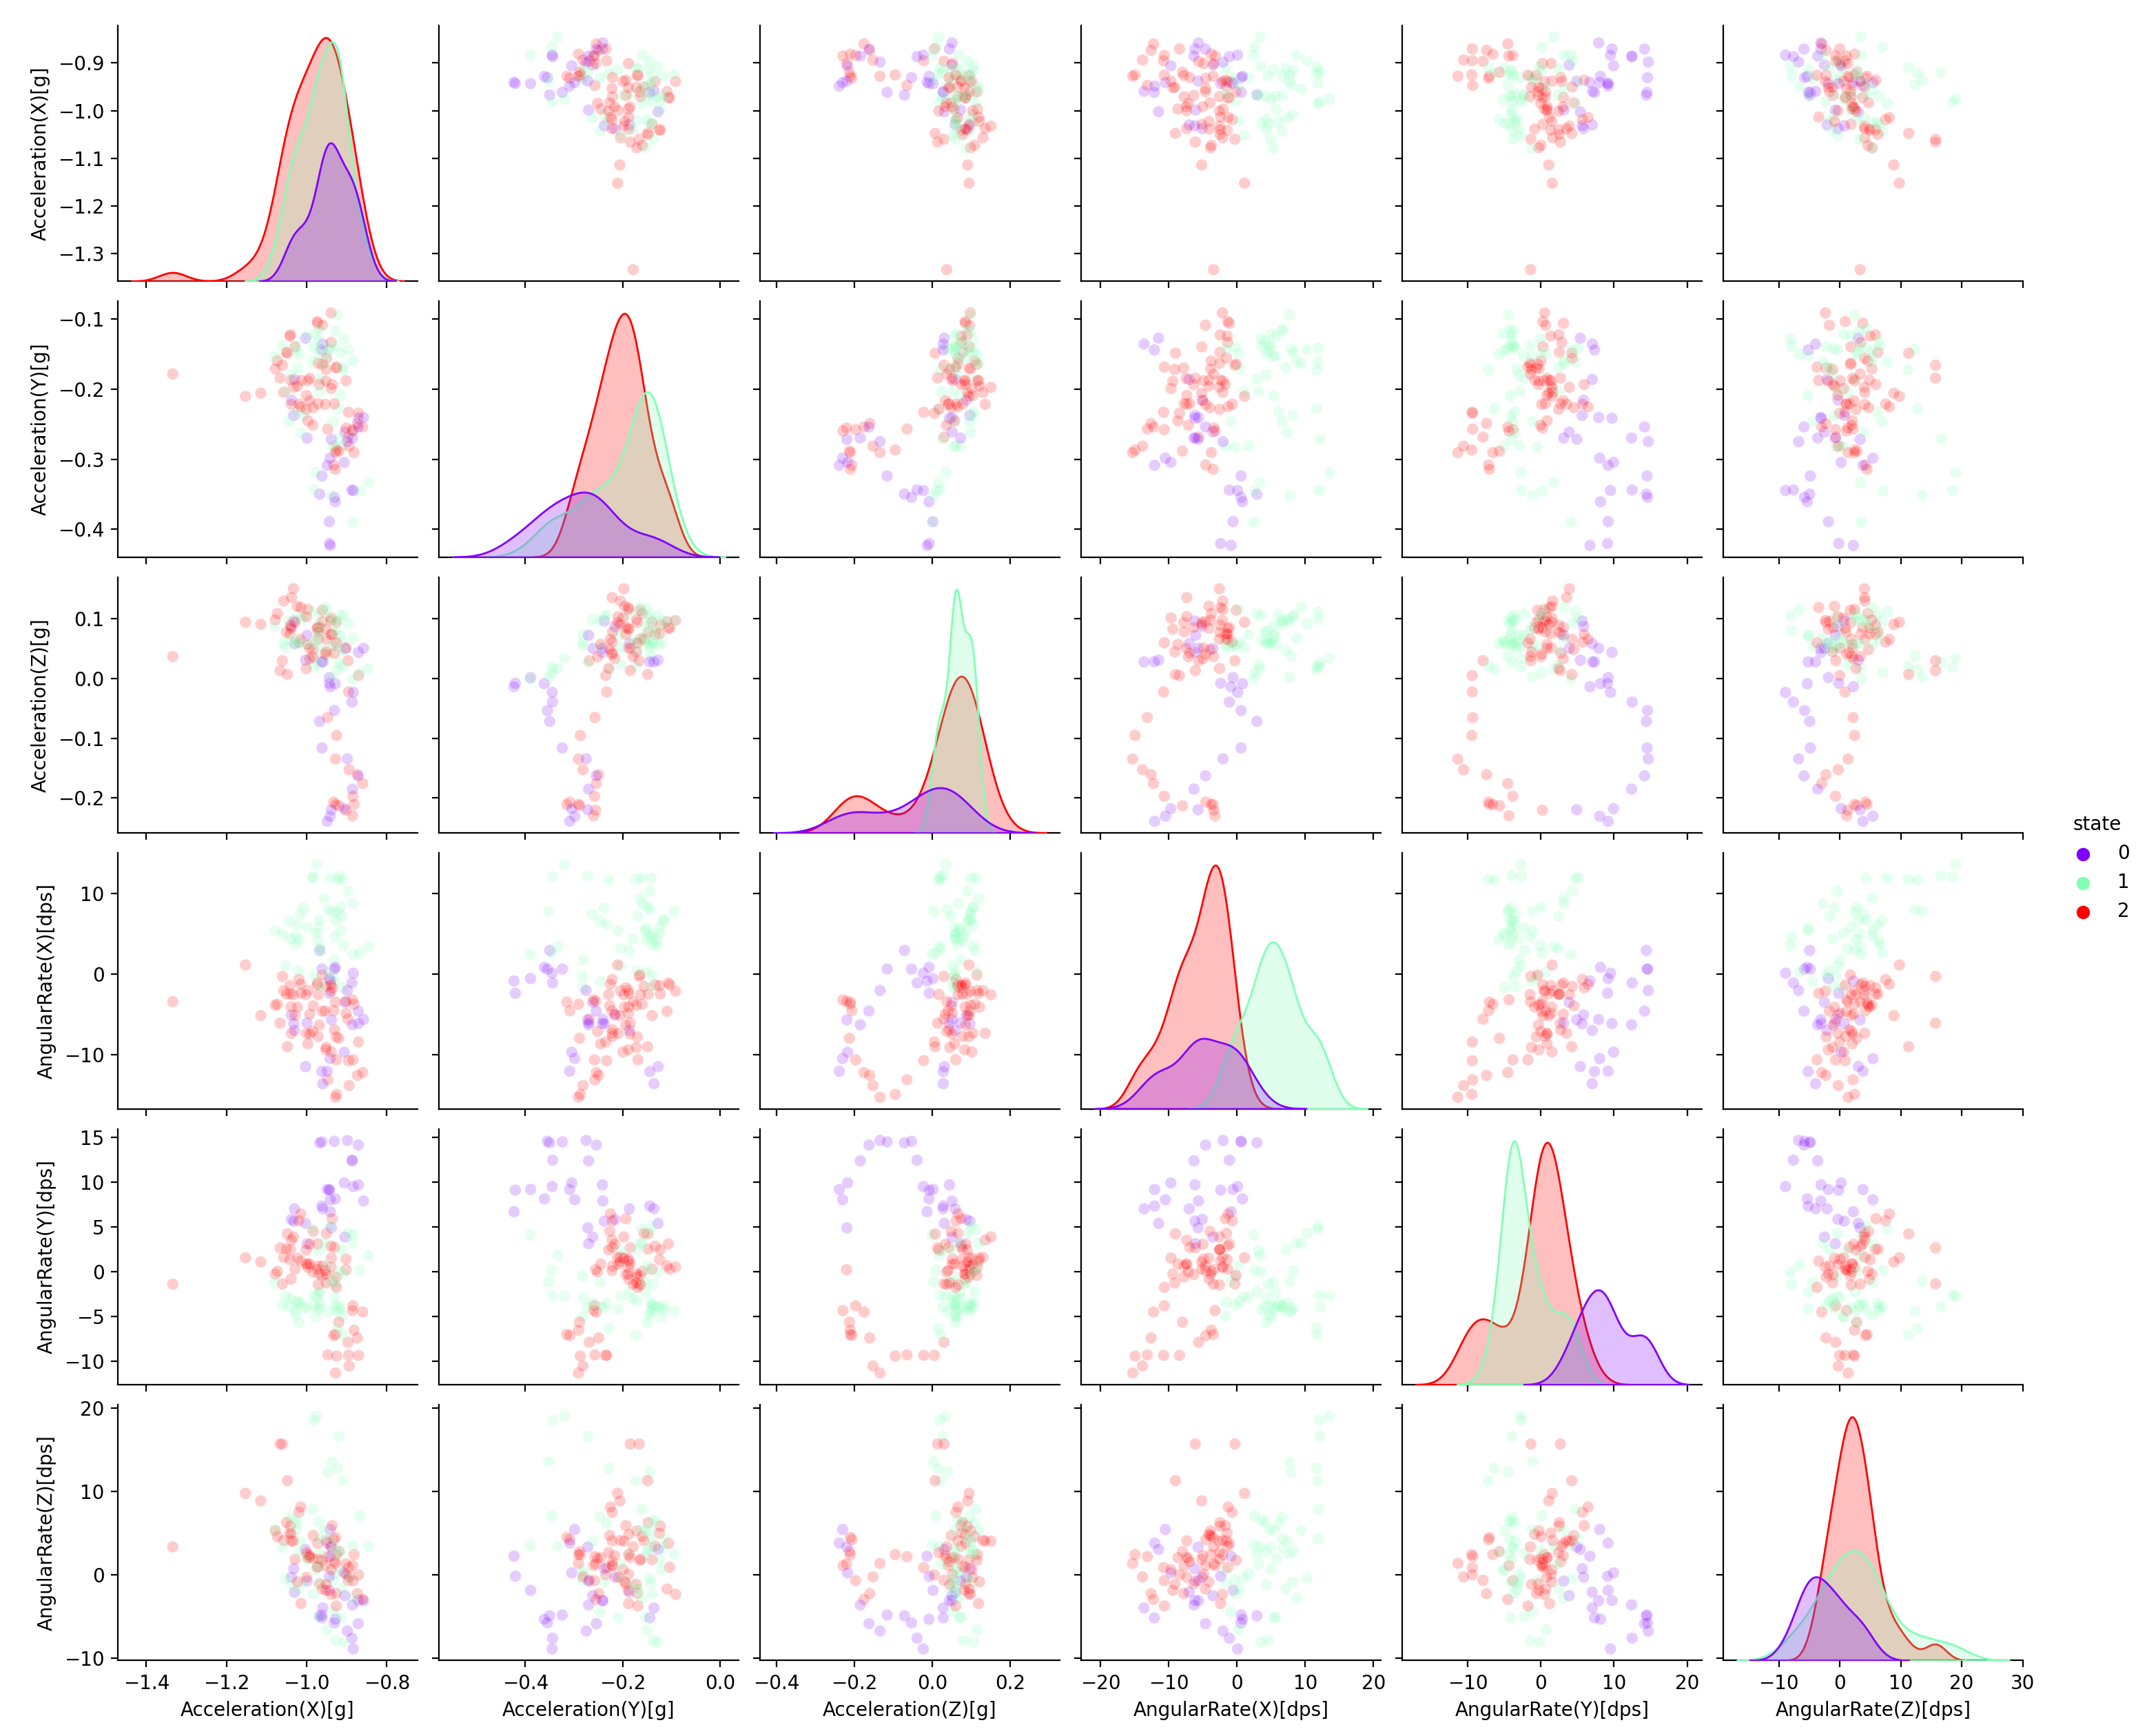 Acceleration(X)[g]
−0.9
−1.0
−1.1
−1.2
−1.3
Acceleration(Y)[g]
−0.1
−0.2
−0.3
−0.4
Acceleration(Z)[g]
0.1
0.0
−0.1
−0.2
AngularRate(X)[dps]
10
0
−10
AngularRate(Y)[dps]
15
10
5
0
−5
−10
AngularRate(Z)[dps]
20
10
0
−10
−1.4 −1.2 −1.0 −0.8
Acceleration(X)[g]
−0.4 −0.2 0.0
Acceleration(Y)[g]
−0.4 −0.2 0.0 0.2
Acceleration(Z)[g]
−20 −10 0 10 20
AngularRate(X)[dps]
−10 0 10 20
AngularRate(Y)[dps]
−10 0 10 20 30
AngularRate(Z)[dps]
state
0
1
2